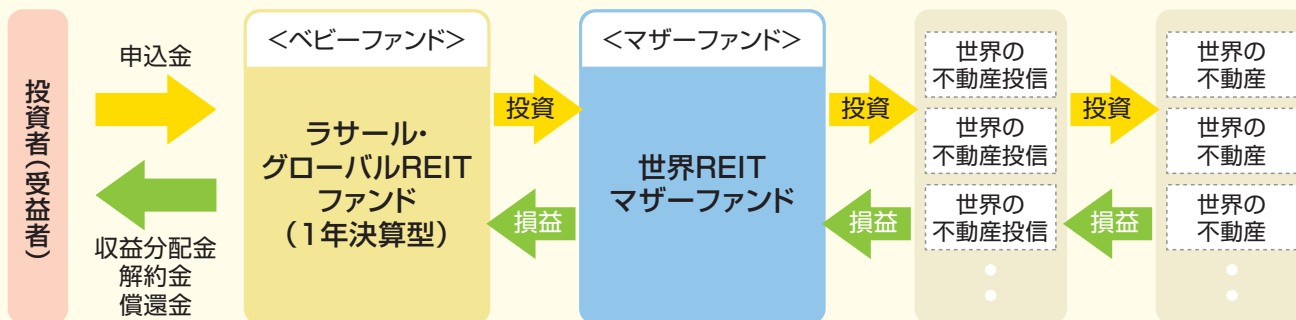 投資者（受益者）
申込金
収益分配金
解約金
償還金
＜ベビーファンド＞
ラサール・
グローバルREIT
ファンド
（1年決算型）
投資
損益
＜マザーファンド＞
世界REIT
マザーファンド
投資
損益
世界の
不動産投信
世界の
不動産投信
世界の
不動産投信
投資
損益
世界の
不動産
世界の
不動産
世界の
不動産